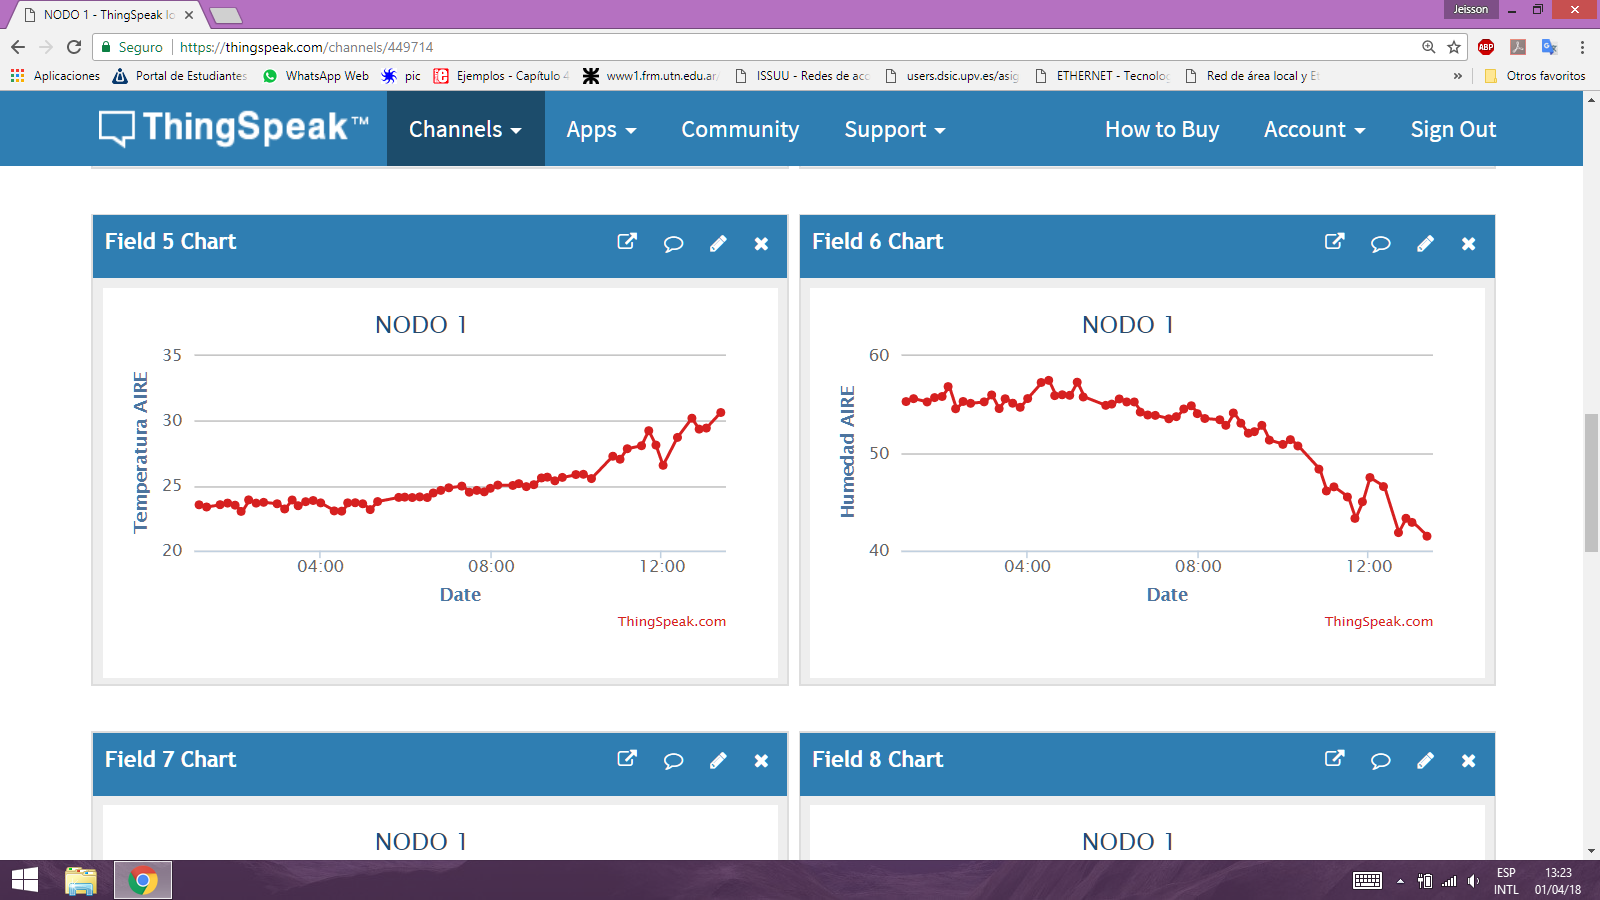 NODO 1 - ThingSpeak Io
Jeisson
Seguro https://thingspeak.com/channels/449714
ABP
Aplicaciones Portal de Estudiantes WhatsApp Web pic Ejemplos - Capítulo 4 www1.frm.utn.edu.ar/ ISSUU - Redes de acc users.dsic.upv.es/asig ETHERNET - Tecnolog Red de área local y Et » Otros favoritos
ThingSpeak™ Channels Apps Community Support How to Buy Account Sign Out
Field 5 Chart
NODO 1
Temperatura AIRE
35
30
25
20
04:00 08:00 12:00
Date
ThingSpeak.com
Field 6 Chart
NODO 1
Humedad AIRE
60
50
40
04:00 08:00 12:00
Date
ThingSpeak.com
Field 7 Chart
NODO 1
Field 8 Chart
NODO 1
ESP 13:23
INTL 01/04/18